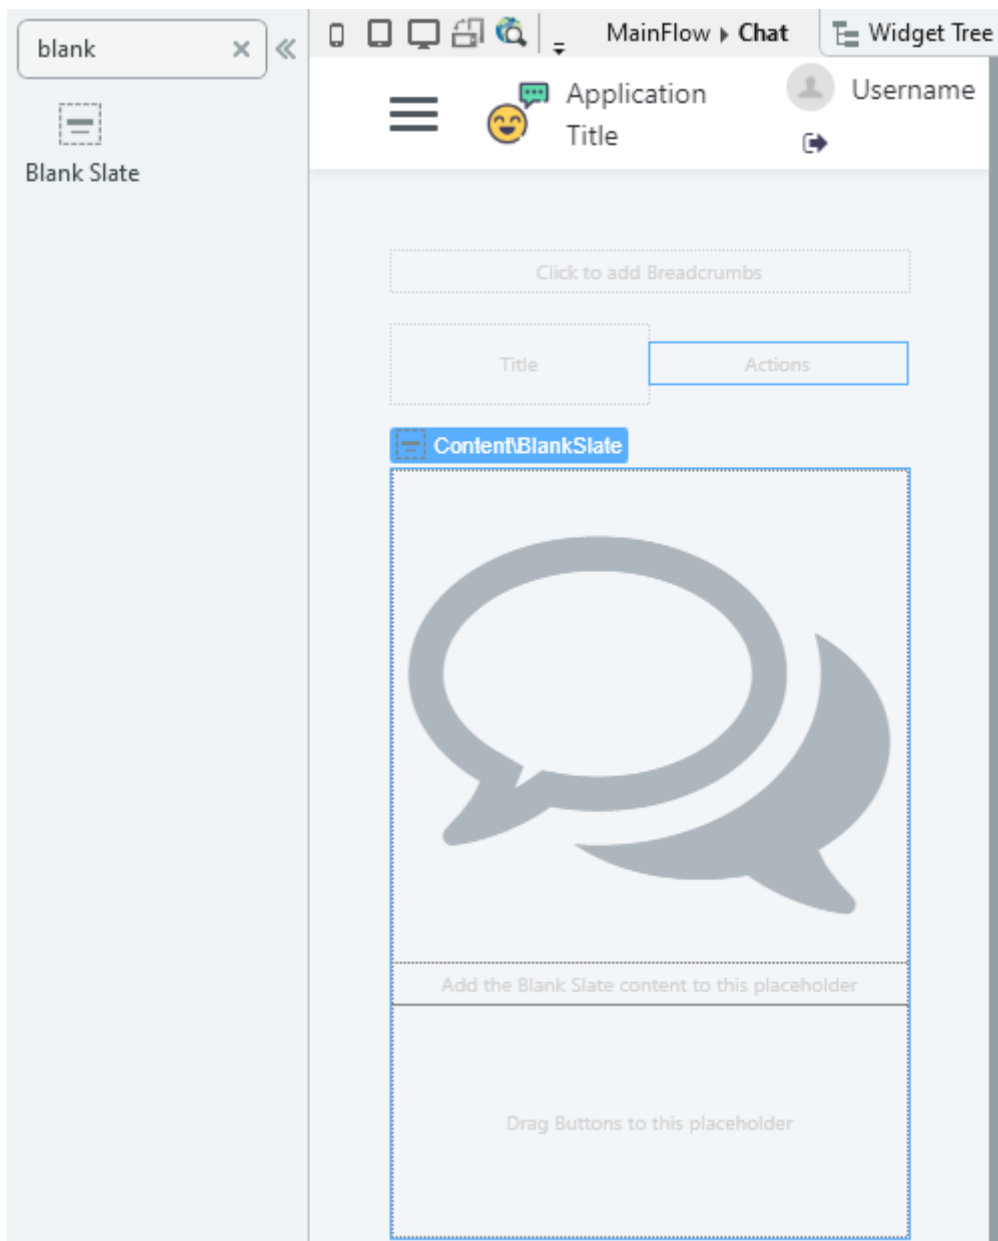 blank
Blank Slate
MainFlow Chat
Widget Tree
Application
Title
Username
Click to add Breadcrumbs
Title
Actions
Content\BlankSlate
Add the Blank Slate content to this placeholder
Drag Buttons to this placeholder